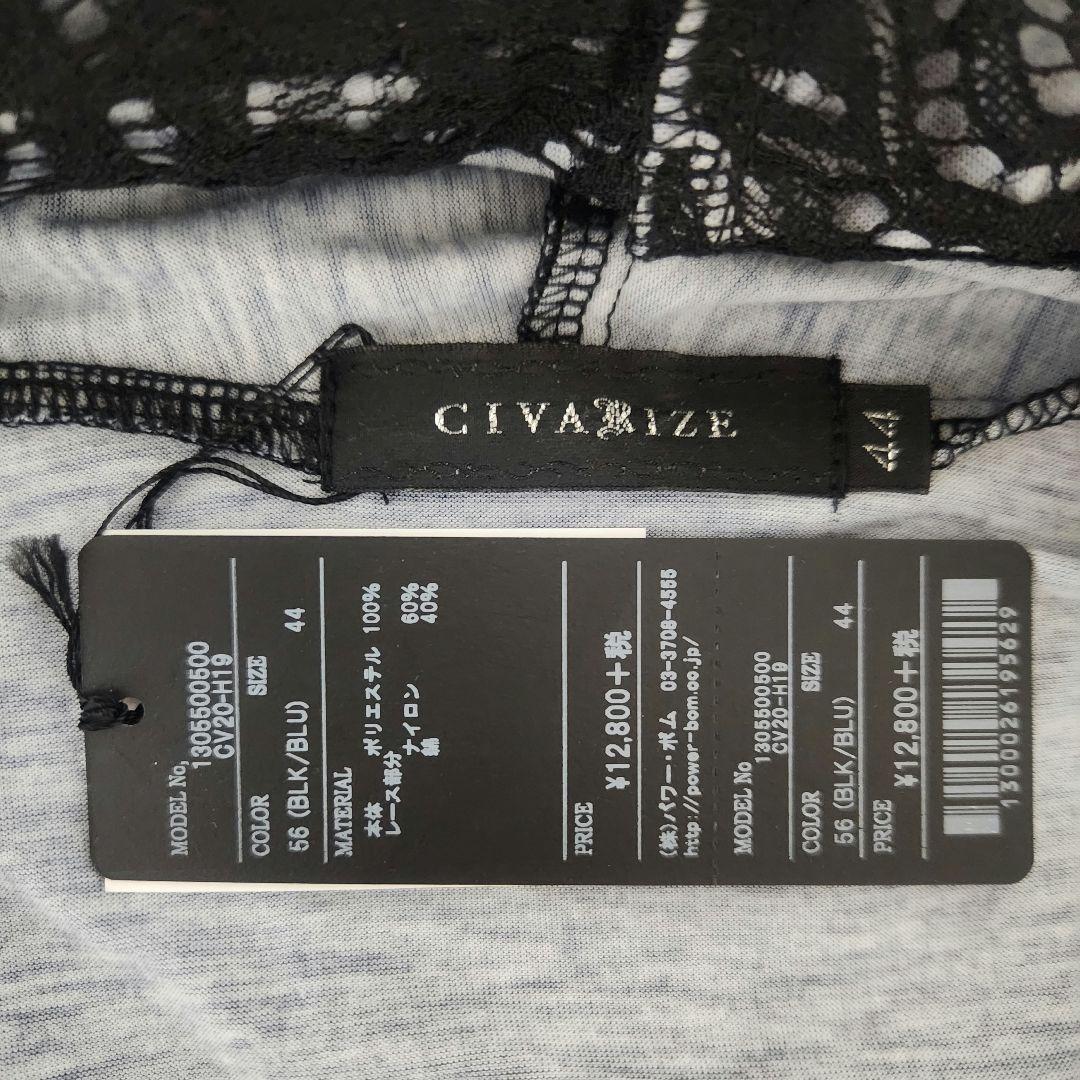 CIVARIZE
44
MODEL No,
1305500500
CV20-H19
COLOR SIZE
56 (BLK/BLU) 44
MATERIAL
本体 ポリエステル 100%
レース部分 ナイロン 60%
綿 40%
PRICE
¥12,800+税
(株)パワー・ボム 03-3708-4565
http://power-bom.co.jp/
MODEL No
1305500500
CV20-H19
COLOR SIZE
56 (BLK/BLU) 44
PRICE
¥12,800+税
1300026195629